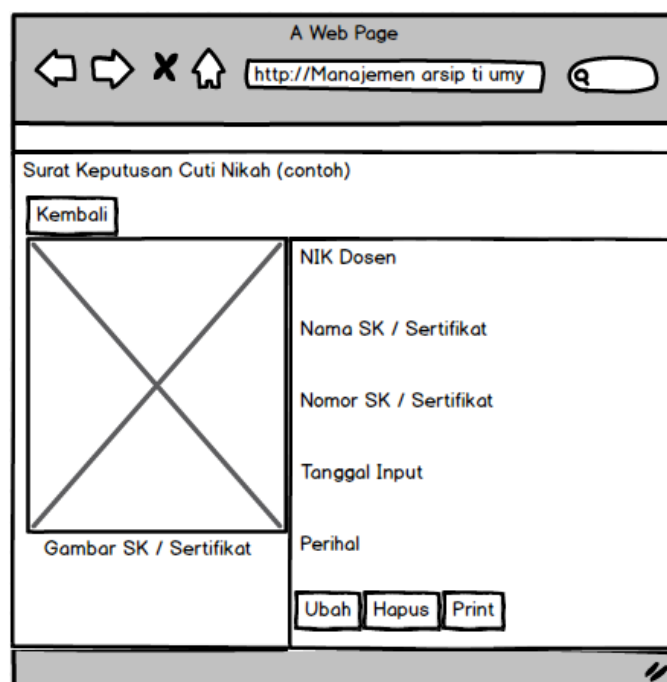 A Web Page
http://Manajemen arsip ti umy
Surat Keputusan Cuti Nikah (contoh)
Kembali
NIK Dosen
Nama SK / Sertifikat
Nomor SK / Sertifikat
Tanggal Input
Gambar SK / Sertifikat
Perihal
Ubah Hapus Print